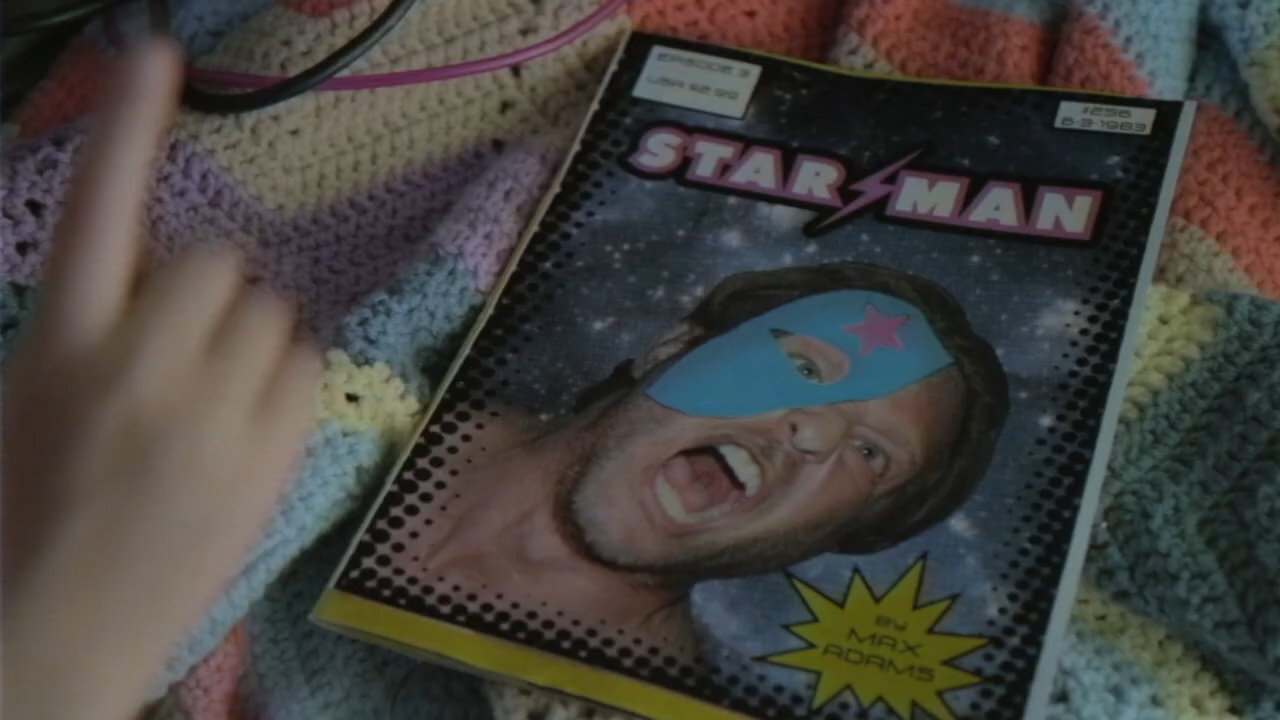 EPISODE 3
USA $2.99
#256
6-3-1983
STAR MAN
BY
MAX
ADAMS